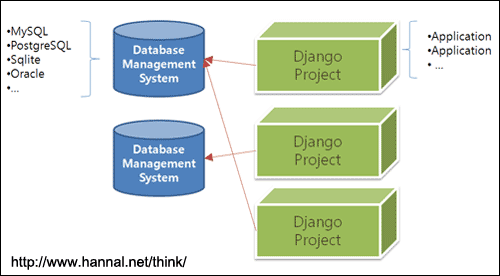 •MySQL
•PostgreSQL
•Sqlite
•Oracle
•...
Database
Management
System
Django
Project
•Application
•Application
• ...
Database
Management
System
Django
Project
Django
Project
http://www.hannal.net/think/